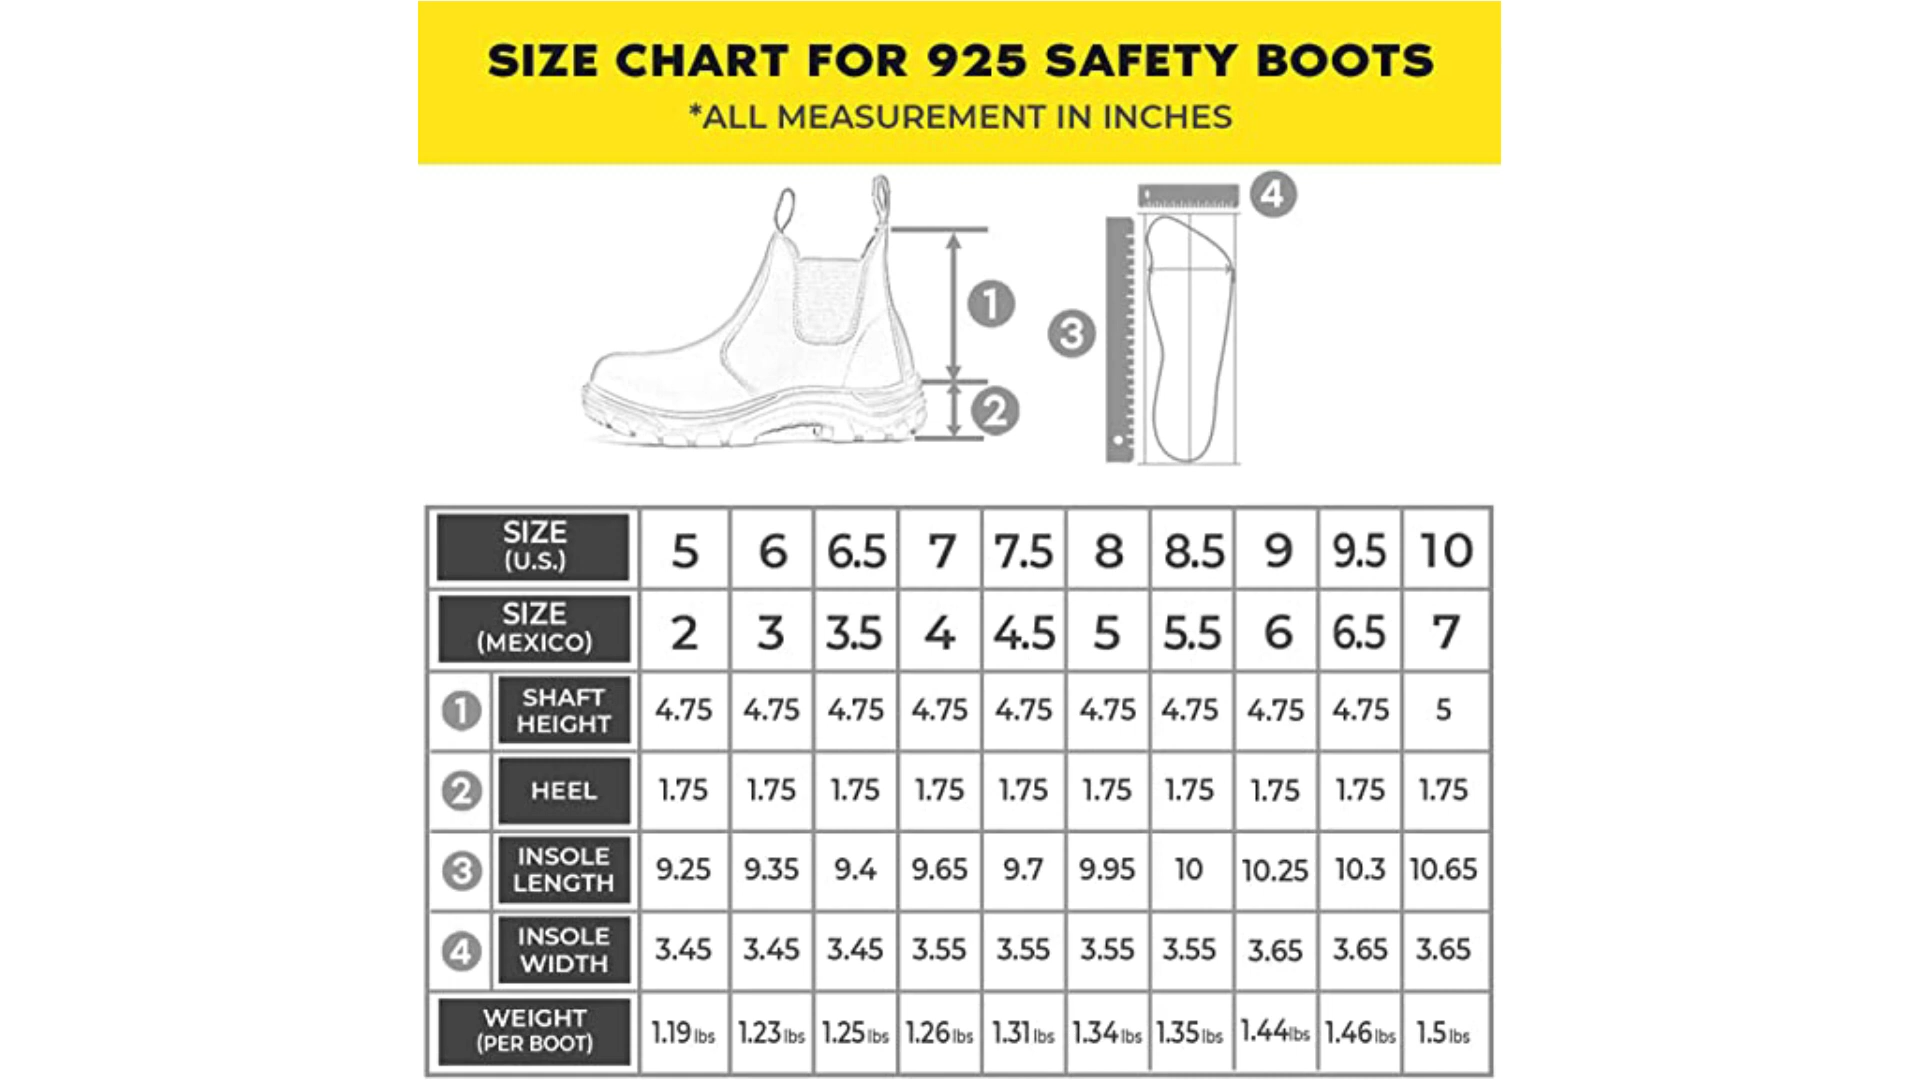 SIZE CHART FOR 925 SAFETY BOOTS
*ALL MEASUREMENT IN INCHES
4
1
3
2
SIZE (U.S.) 5 6 6.5 7 7.5 8 8.5 9 9.5 10
SIZE (MEXICO) 2 3 3.5 4 4.5 5 5.5 6 6.5 7
1 SHAFT HEIGHT 4.75 4.75 4.75 4.75 4.75 4.75 4.75 4.75 4.75 5
2 HEEL 1.75 1.75 1.75 1.75 1.75 1.75 1.75 1.75 1.75 1.75
3 INSOLE LENGTH 9.25 9.35 9.4 9.65 9.7 9.95 10 10.25 10.3 10.65
4 INSOLE WIDTH 3.45 3.45 3.45 3.55 3.55 3.55 3.55 3.65 3.65 3.65
WEIGHT (PER BOOT) 1.19 lbs 1.23 lbs 1.25 lbs 1.26 lbs 1.31 lbs 1.34 lbs 1.35 lbs 1.44 lbs 1.46 lbs 1.5 lbs